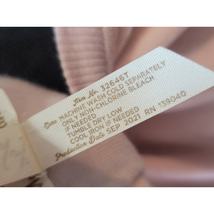 Item No: 32646T
Care: MACHINE WASH COLD SEPARATELY
ONLY NON-CHLORINE BLEACH
IF NEEDED
TUMBLE DRY LOW
COOL IRON IF NEEDED
Production Date: SEP 2021 RN 139040